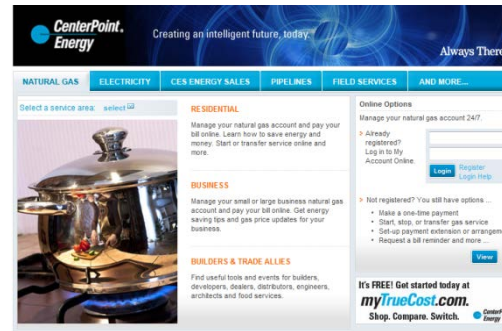 CenterPoint.
Energy
Creating an intelligent future, today.
Always There
NATURAL GAS
ELECTRICITY
CES ENERGY SALES
PIPELINES
FIELD SERVICES
AND MORE...
Select a service area: select
RESIDENTIAL
Manage your natural gas account and pay your
bill online. Learn how to save energy and
money. Start or transfer service online and
more.
BUSINESS
Manage your small or large business natural gas
account and pay your bill online. Get energy
saving tips and gas price updates for your
business.
BUILDERS & TRADE ALLIES
Find useful tools and events for builders,
developers, dealers, distributors, engineers,
architects and food services.
Online Options
Manage your natural gas account 24/7.
Already
registered?
Log in to My
Account Online.
Login
Register
Login Help
Not registered? You still have options ...
Make a one-time payment
Start, stop, or transfer gas service
Set-up payment extension or arrangem
Request a bill reminder and more ...
View
It's FREE! Get started today at
myTrueCost.com.
Shop. Compare. Switch.
Center
Energy